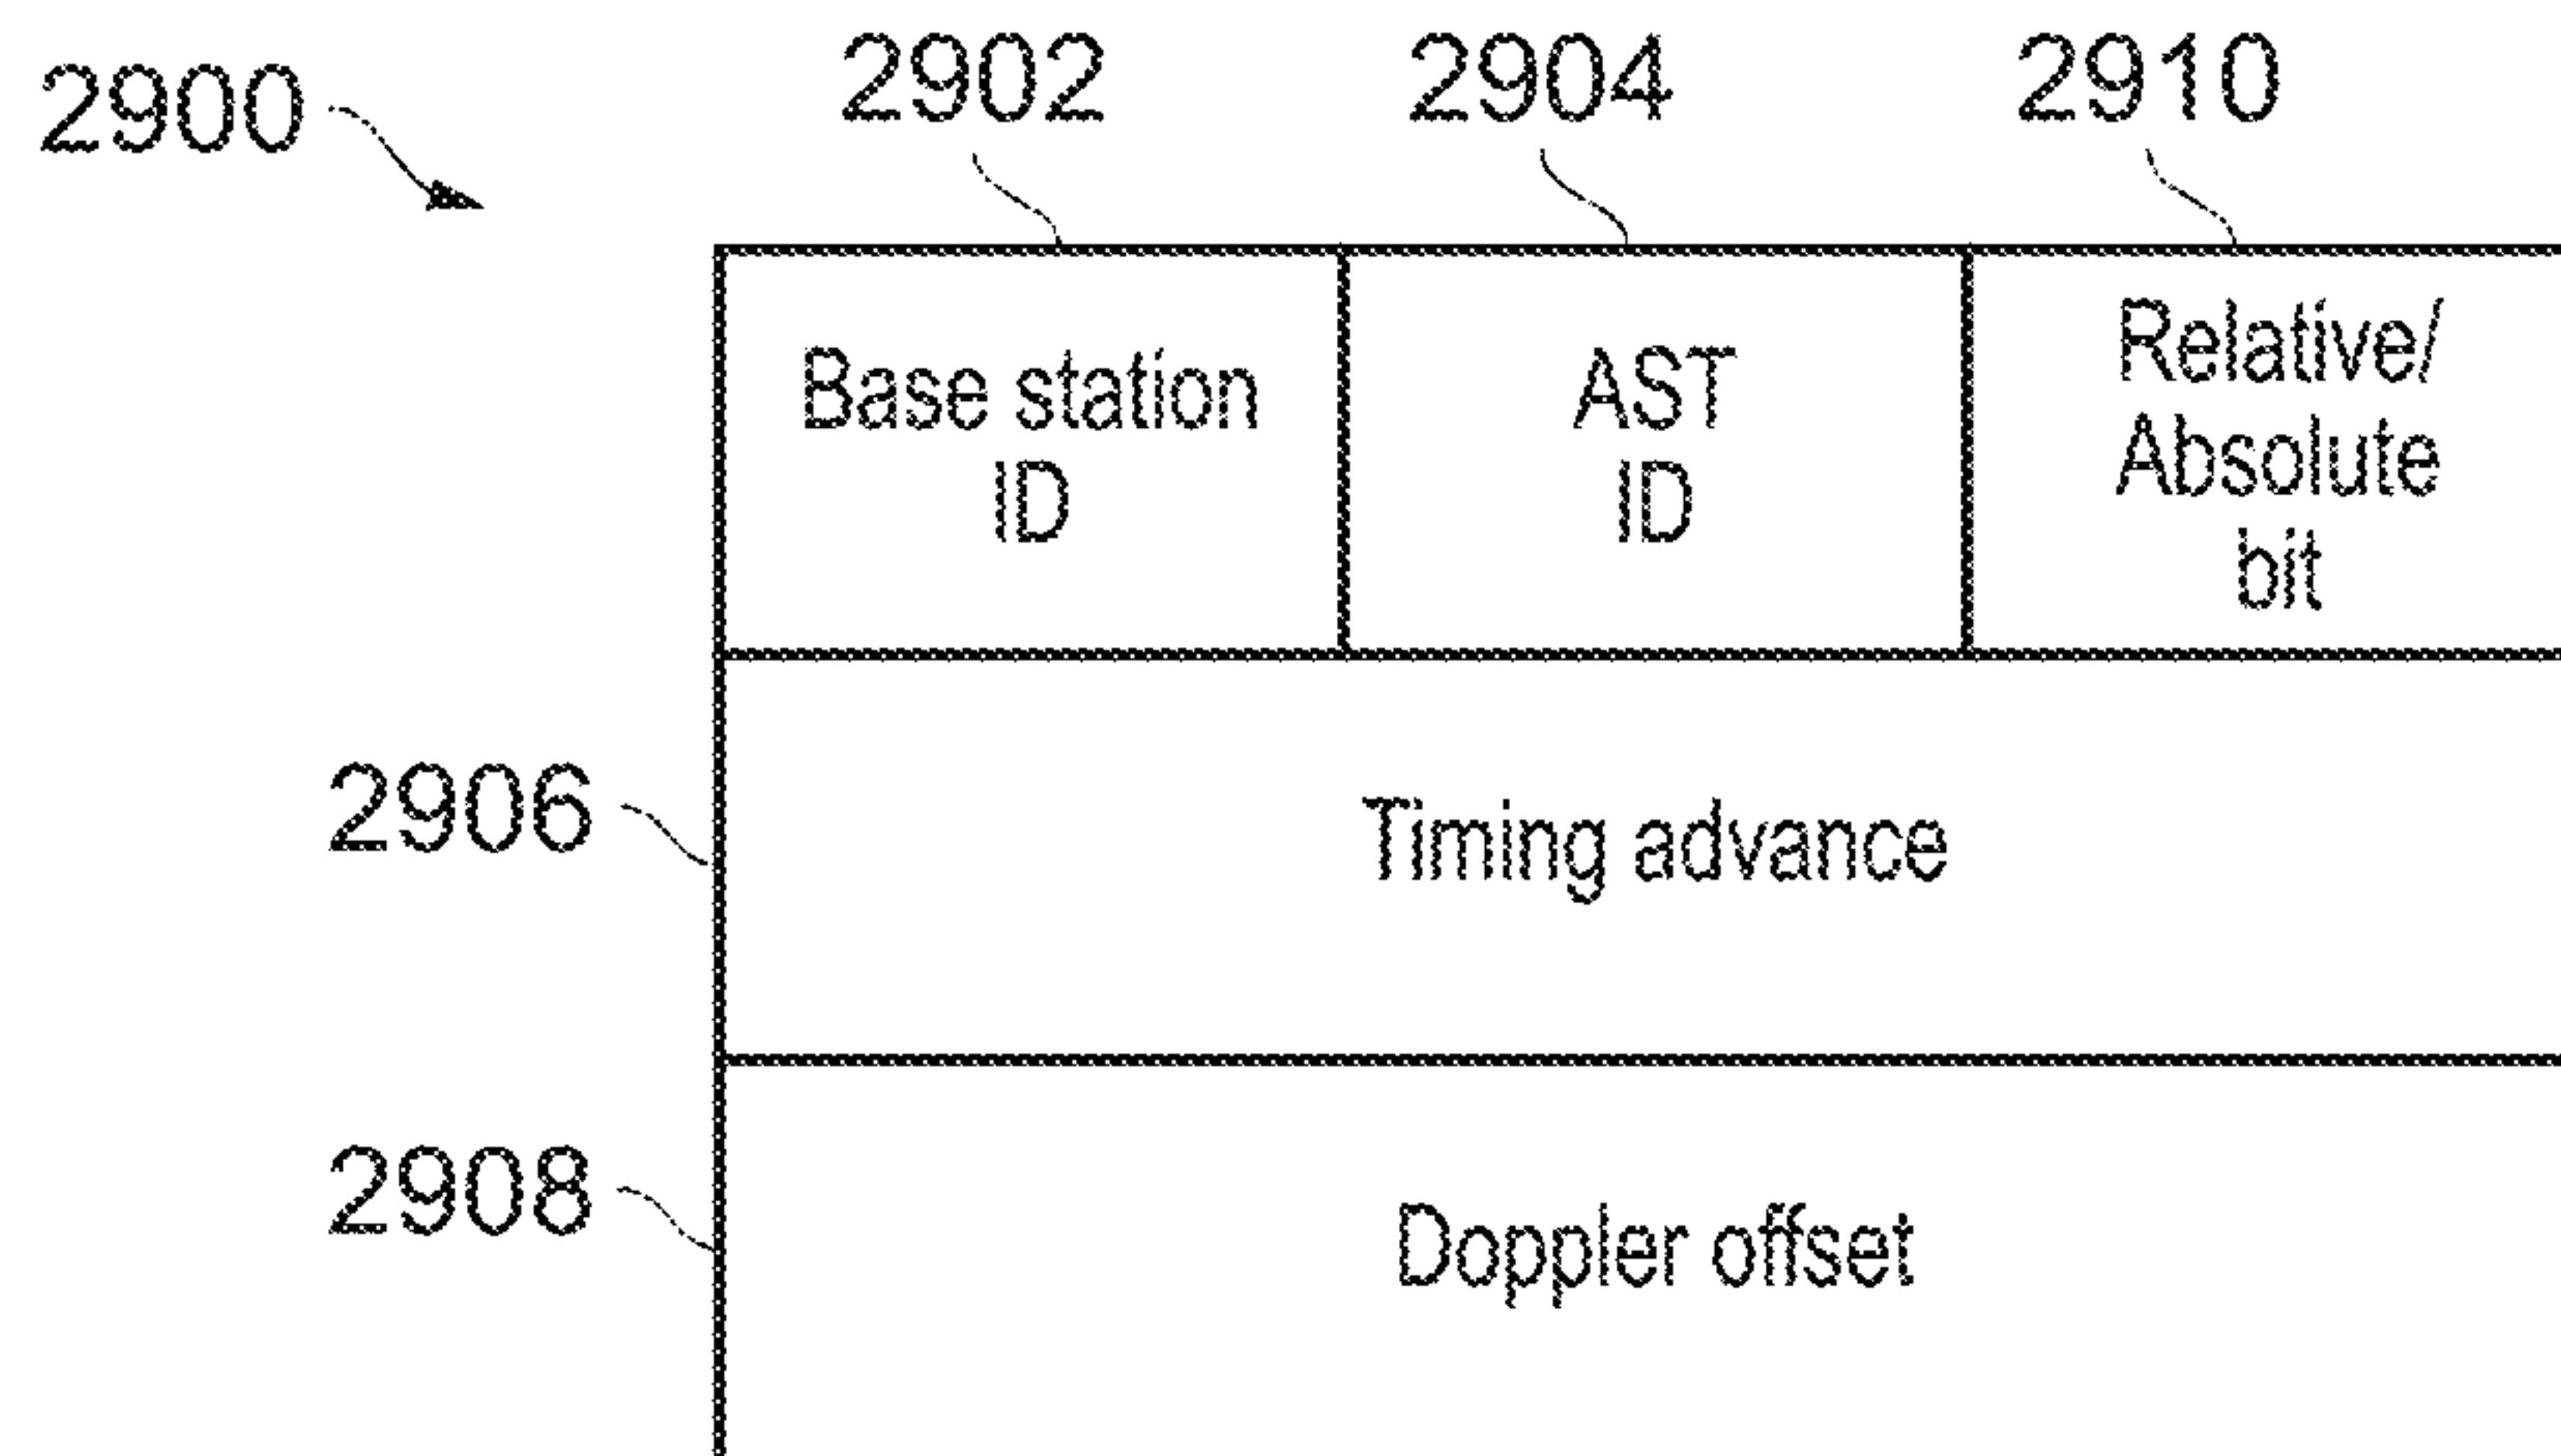 2900
2902
2904
2910
Base station
ID
AST
ID
Relative/
Absolute
bit
2906
Timing advance
2908
Doppler offset